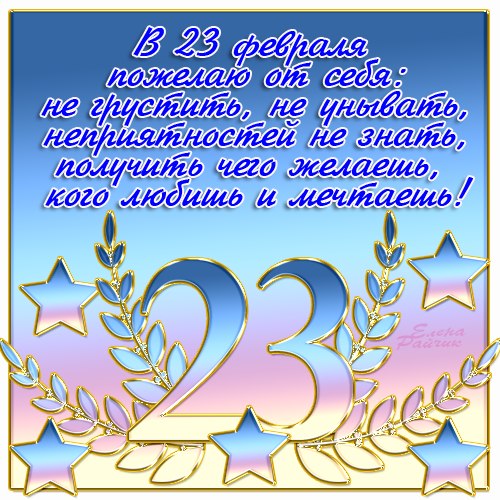 В 23 февраля
пожелаю от себя:
не грустить, не унывать,
неприятностей не знать,
получить чего желаешь,
кого любишь и мечтаешь!
23
Елена
Райчик